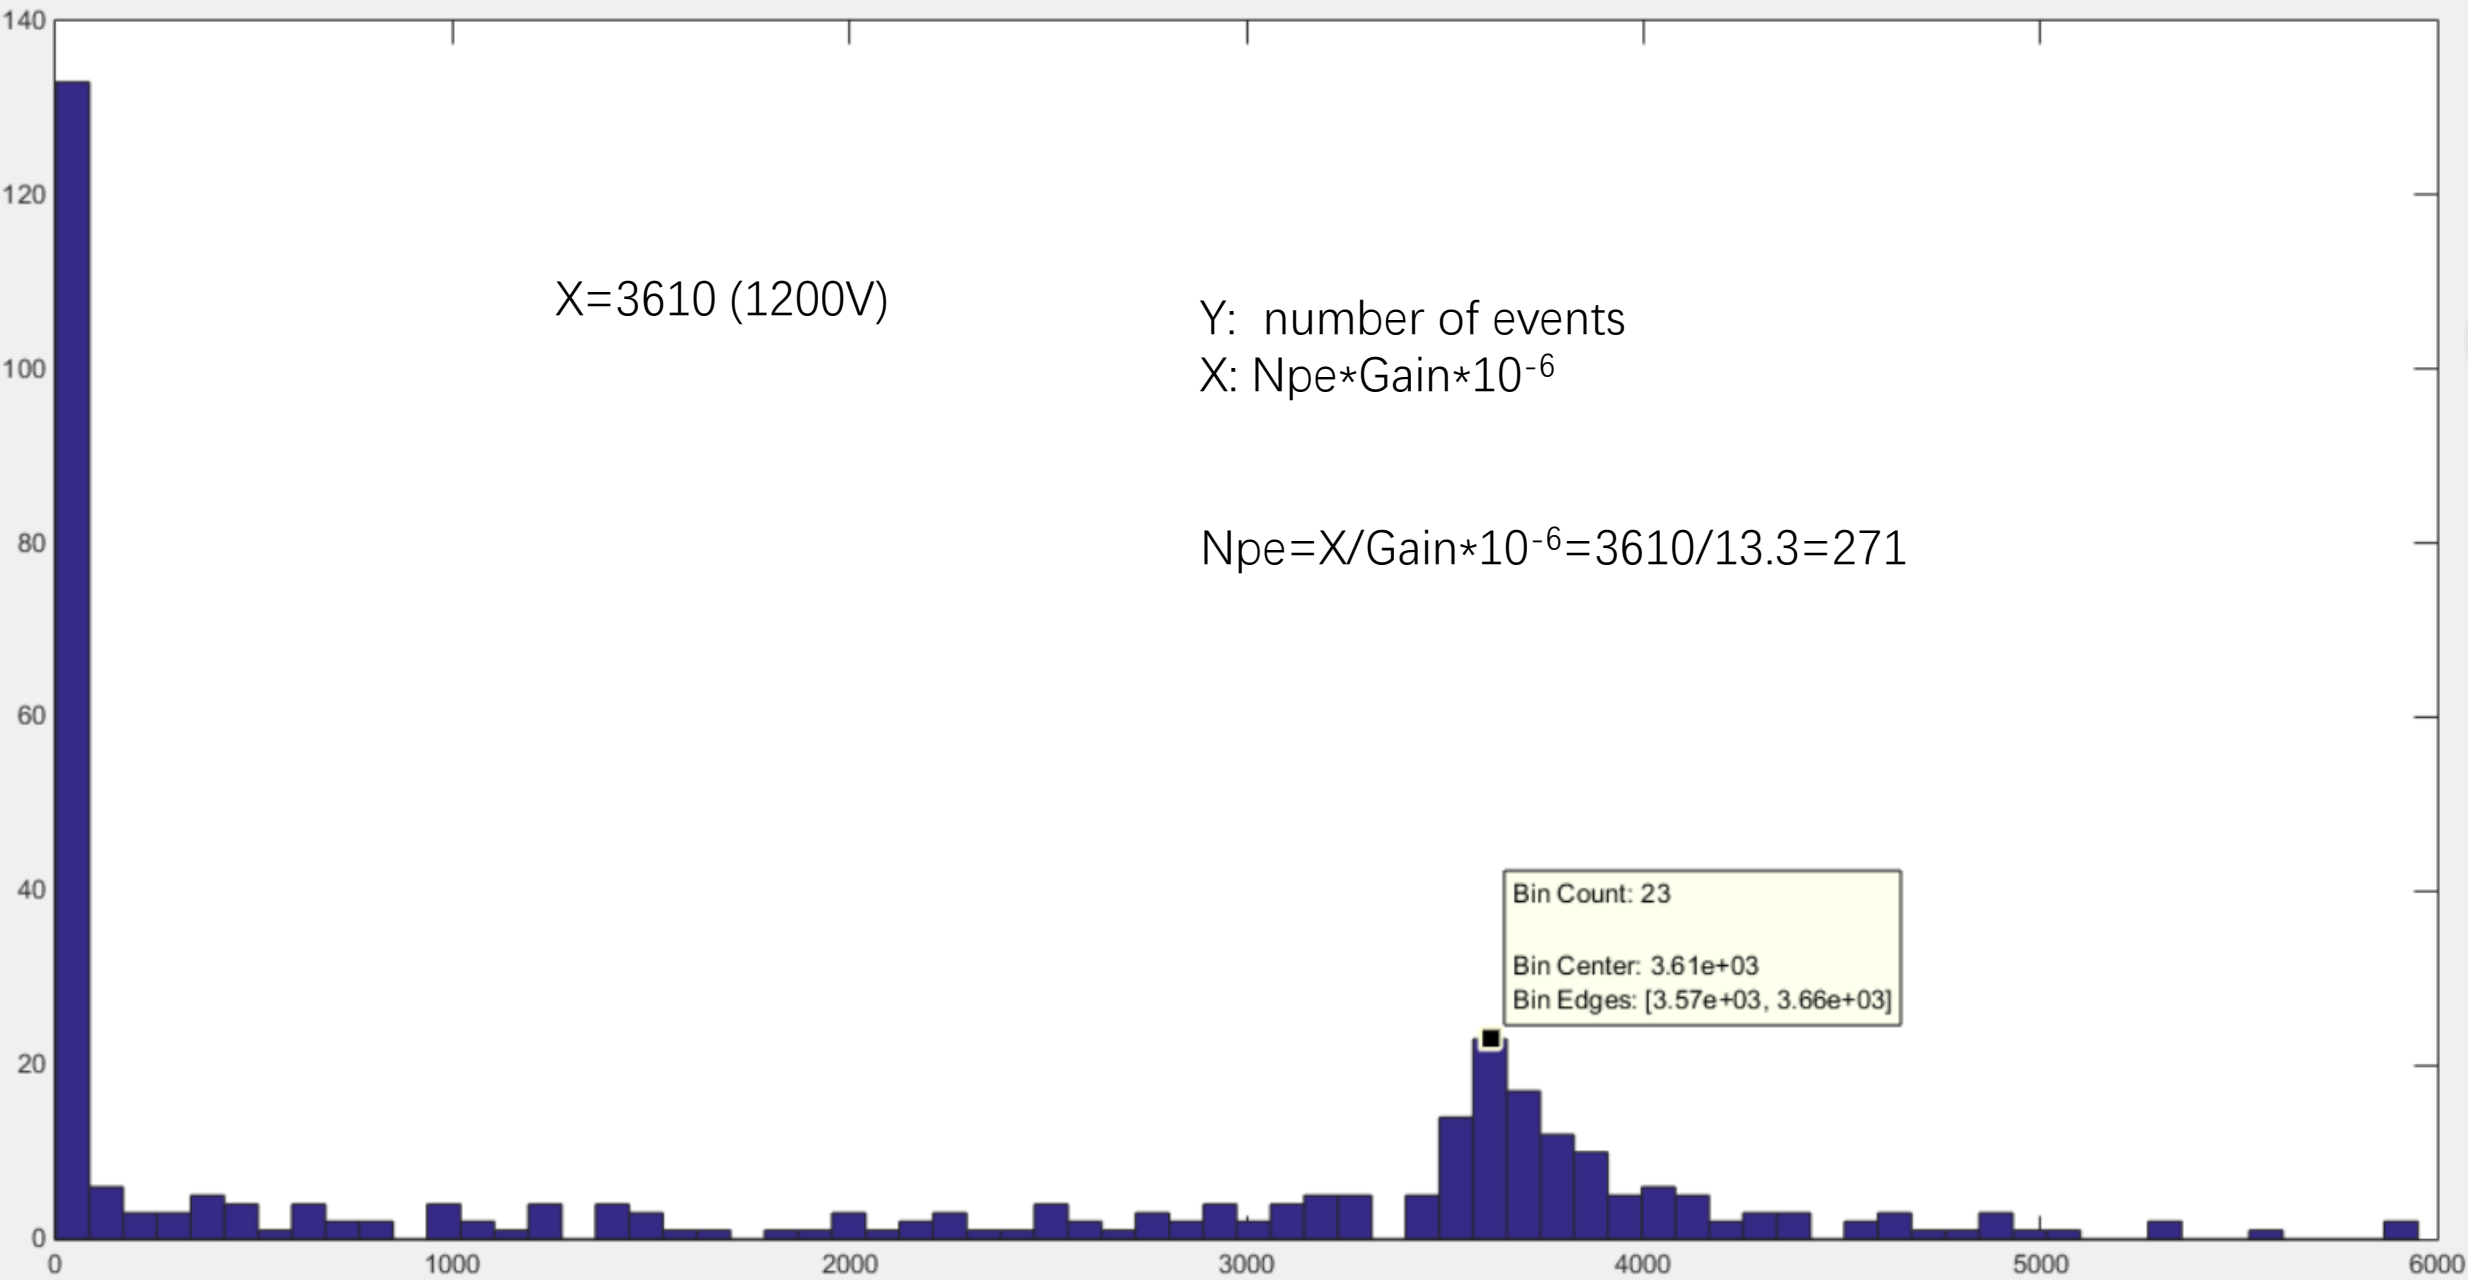 140
120
100
80
60
40
20
0
X=3610 (1200V)
Y: number of events
X: Npe*Gain*10⁻⁶
Npe=X/Gain*10⁻⁶=3610/13.3=271
Bin Count: 23
Bin Center: 3.61e+03
Bin Edges: [3.57e+03, 3.66e+03]
0 1000 2000 3000 4000 5000 6000